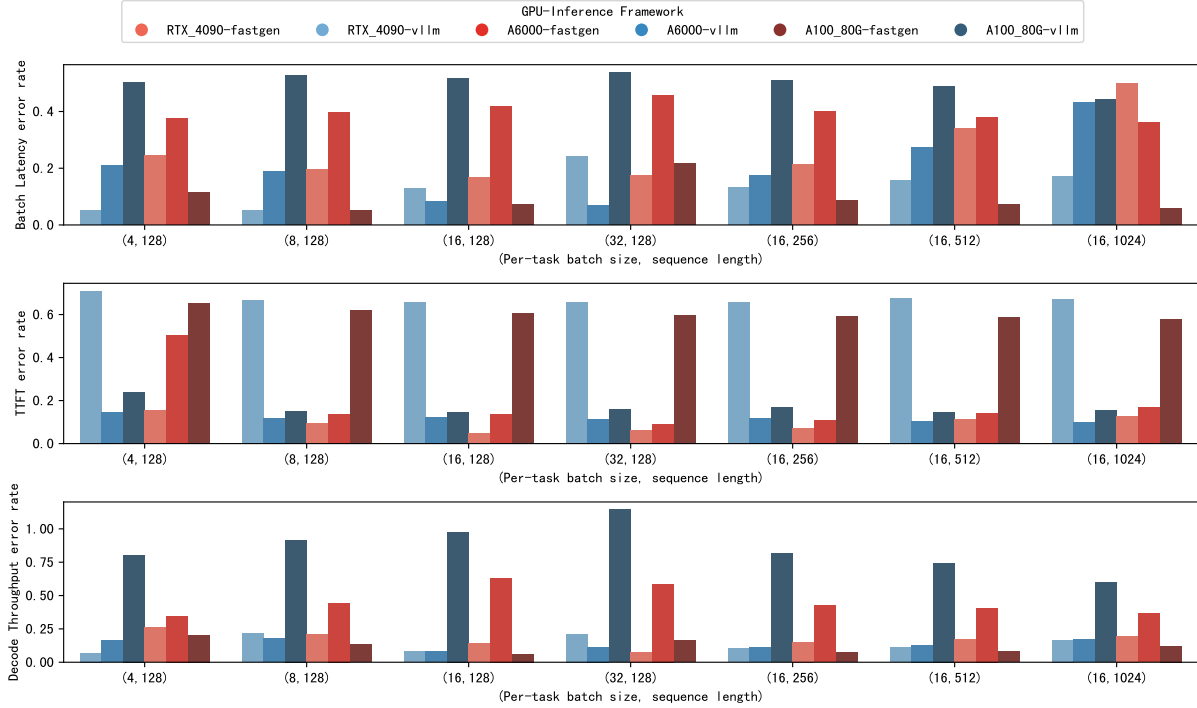 GPU-Inference Framework
RTX_4090-fastgen RTX_4090-vllm A6000-fastgen A6000-vllm A100_80G-fastgen A100_80G-vllm
Batch Latency error rate
0.4
0.2
0.0
(4,128) (8,128) (16,128) (32,128) (16,256) (16,512) (16,1024)
(Per-task batch size, sequence length)
TTFT error rate
0.6
0.4
0.2
0.0
(4,128) (8,128) (16,128) (32,128) (16,256) (16,512) (16,1024)
(Per-task batch size, sequence length)
Decode Throughput error rate
1.00
0.75
0.50
0.25
0.00
(4,128) (8,128) (16,128) (32,128) (16,256) (16,512) (16,1024)
(Per-task batch size, sequence length)